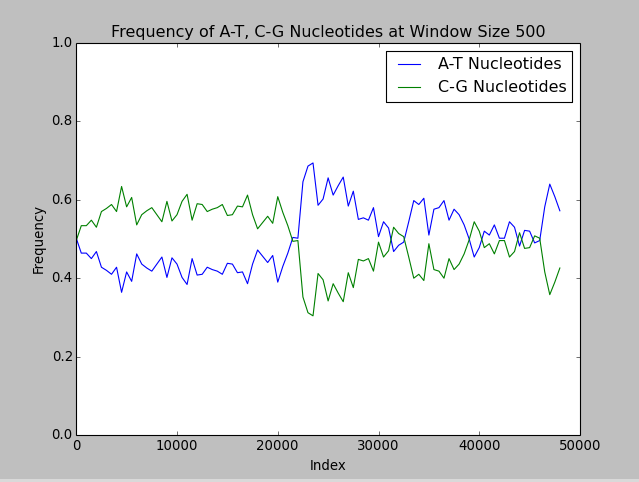 Frequency of A-T, C-G Nucleotides at Window Size 500
1.0
0.8
0.6
0.4
0.2
0.0
Frequency
A-T Nucleotides
C-G Nucleotides
0 10000 20000 30000 40000 50000
Index